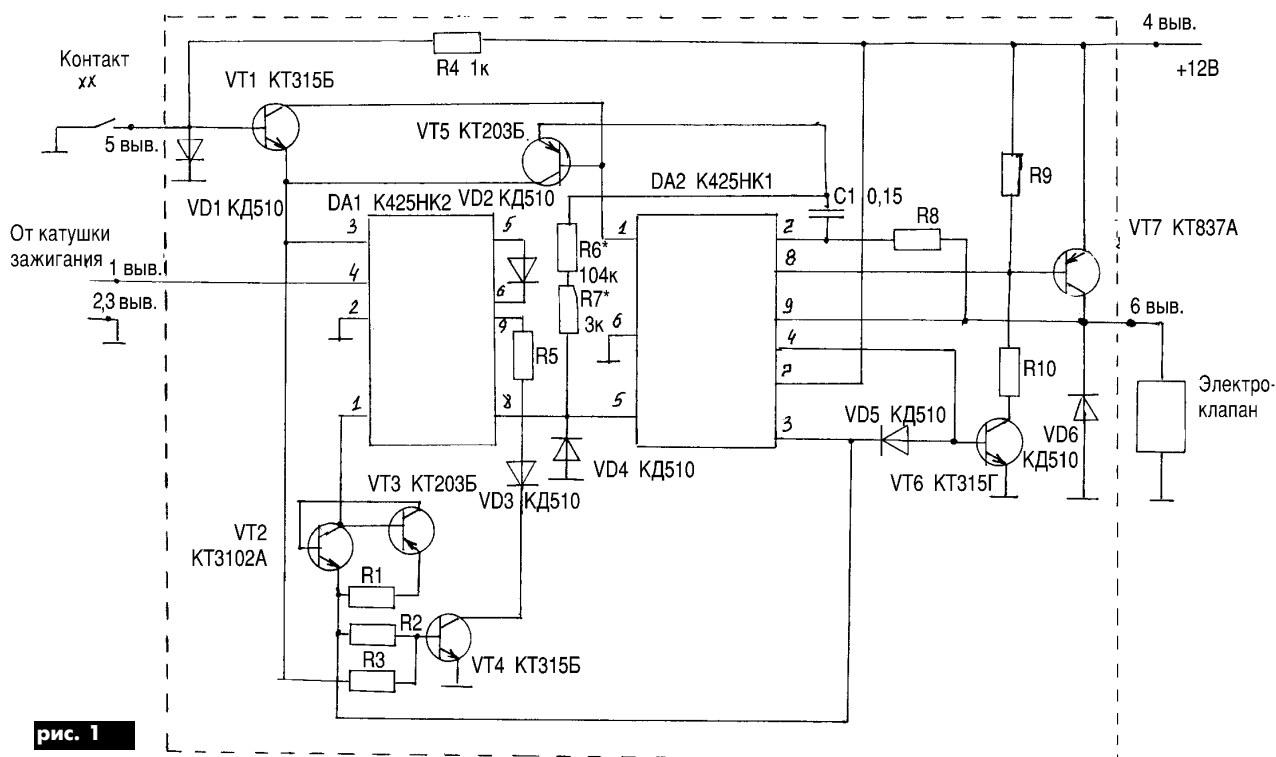 4 выв.
+12В
R4 1к
Контакт
хх
5 выв.
VT1 КТ315Б
VT5 КТ203Б
VD1 КД510
VD2 КД510
DA1 К425НК2
DA2 К425НК1
С1 0,15
R8
R9
VT7 КТ837А
От катушки
зажигания
1 выв.
2,3 выв.
3
4
2
1
5
6
9
8
R6*
104к
R7*
3к
R5
1
6
5
2
8
9
4
7
3
6 выв.
R10
Электро-
клапан
VD4 КД510
VD5 КД510
VD6
КД510
VT6 КТ315Г
VT3 КТ203Б
VD3 КД510
VT2
КТ3102А
R1
R2
R3
VT4 КТ315Б
рис. 1